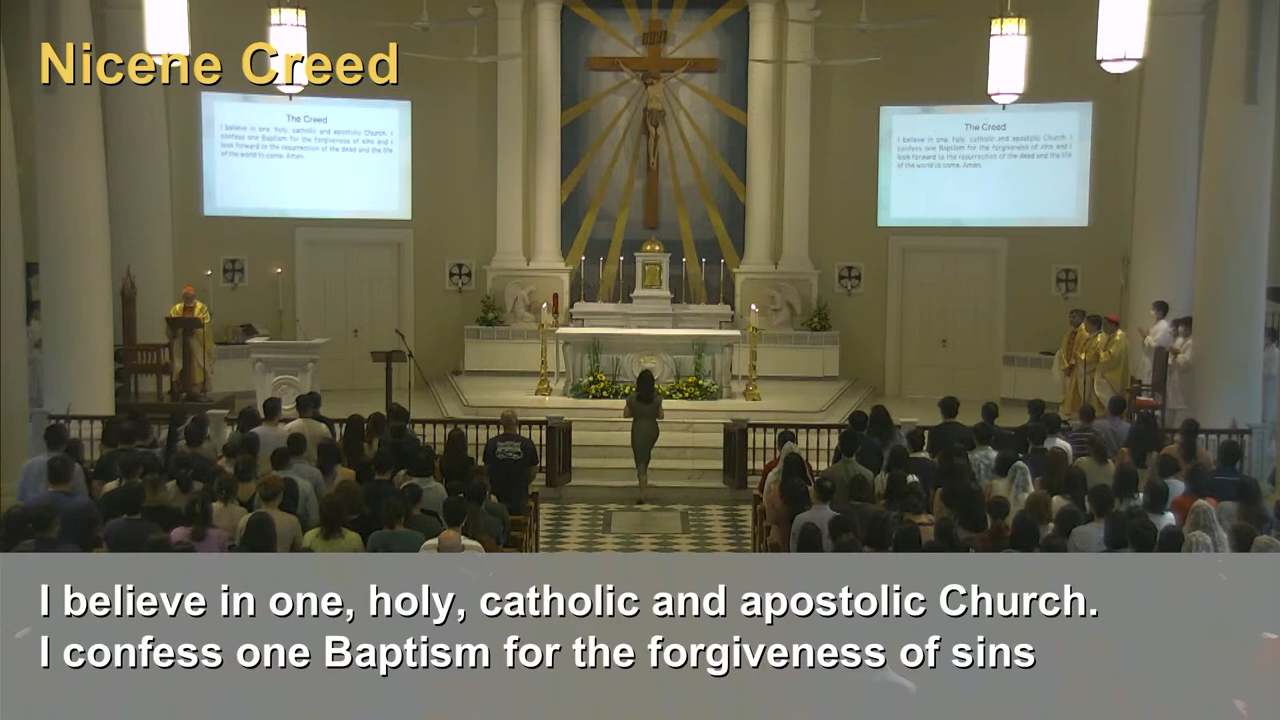 Nicene Creed
The Creed
I believe in one, holy, catholic and apostolic Church. I
confess one Baptism for the forgiveness of sins and I
look forward to the resurrection of the dead and the life
of the world to come. Amen.
The Creed
I believe in one, holy, catholic and apostolic Church. I
confess one Baptism for the forgiveness of sins and I
look forward to the resurrection of the dead and the life
of the world to come. Amen.
I believe in one, holy, catholic and apostolic Church.
I confess one Baptism for the forgiveness of sins